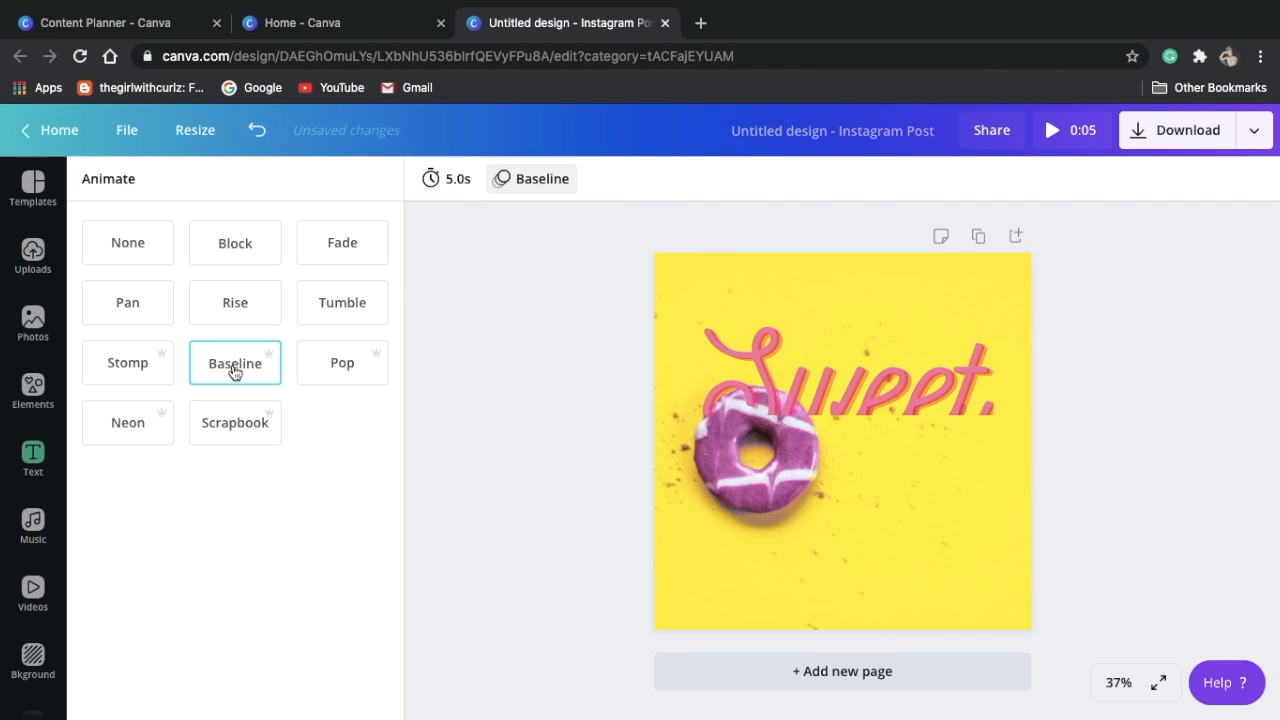 Content Planner - Canva
Home - Canva
Untitled design - Instagram Po
canva.com/design/DAEGhOmuLYs/LXbNhU536bIrfQEVyFPu8A/edit?category=tACFajEYUAM
Apps
thegirlwithcurlz: F...
Google
YouTube
Gmail
Other Bookmarks
Home
File
Resize
Unsaved changes
Untitled design - Instagram Post
Share
0:05
Download
Templates
Uploads
Photos
Elements
Text
Music
Videos
Bkground
Animate
None
Block
Fade
Pan
Rise
Tumble
Stomp
Baseline
Pop
Neon
Scrapbook
5.0s
Baseline
Sweet.
+ Add new page
37%
Help ?